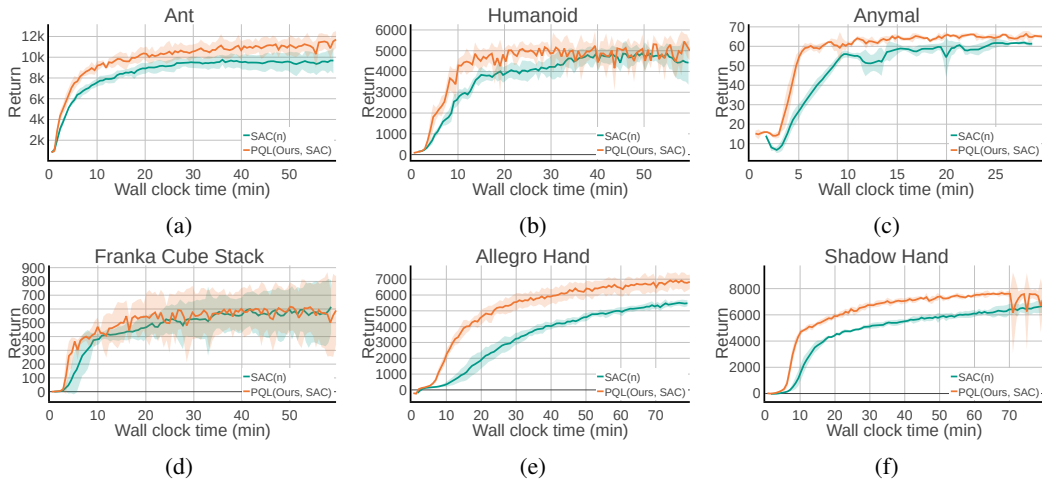 Ant
12k
10k
8k
6k
4k
2k
Return
0 10 20 30 40 50
Wall clock time (min)
SAC(n)
PQL(Ours, SAC)
(a)
Humanoid
6000
5000
4000
3000
2000
1000
0
Return
0 10 20 30 40 50
Wall clock time (min)
SAC(n)
PQL(Ours, SAC)
(b)
Anymal
70
60
50
40
30
20
10
Return
0 5 10 15 20 25
Wall clock time (min)
SAC(n)
PQL(Ours, SAC)
(c)
Franka Cube Stack
900
800
700
600
500
400
300
200
100
0
Return
0 10 20 30 40 50
Wall clock time (min)
SAC(n)
PQL(Ours, SAC)
(d)
Allegro Hand
7000
6000
5000
4000
3000
2000
1000
0
Return
0 10 20 30 40 50 60 70
Wall clock time (min)
SAC(n)
PQL(Ours, SAC)
(e)
Shadow Hand
8000
6000
4000
2000
0
Return
0 10 20 30 40 50 60 70
Wall clock time (min)
SAC(n)
PQL(Ours, SAC)
(f)